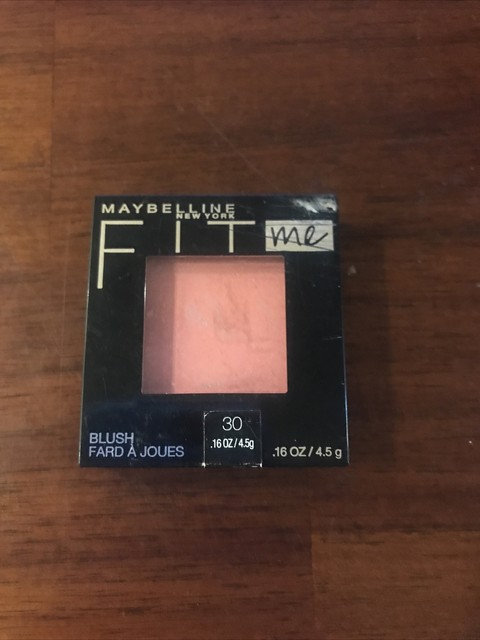 MAYBELLINE
NEW YORK
FIT me
30
.16 OZ / 4.5g
BLUSH
FARD À JOUES
.16 OZ / 4.5 g